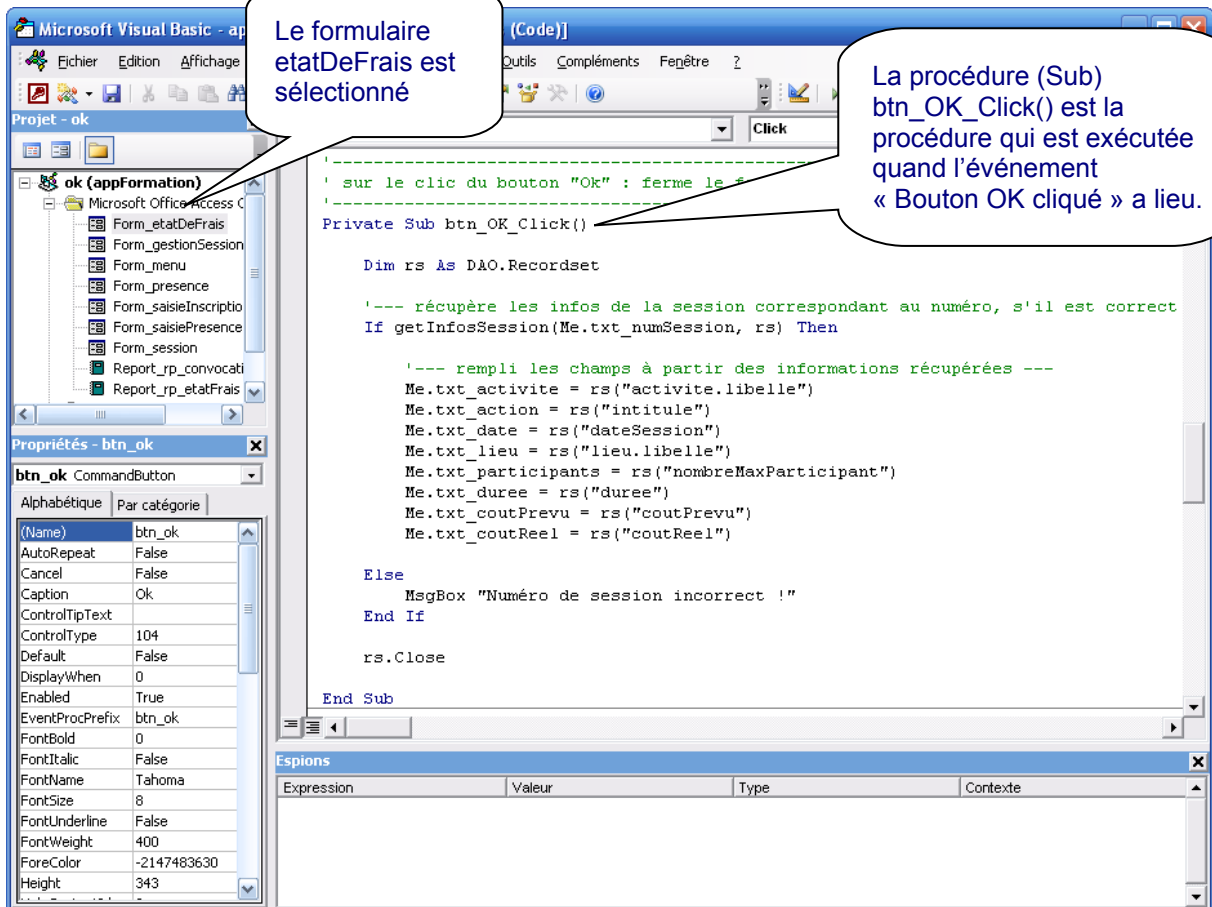 Microsoft Visual Basic - ap
(Code)]
Le formulaire
etatDeFrais est
sélectionné
La procédure (Sub)
btn_OK_Click() est la
procédure qui est exécutée
quand l'événement
« Bouton OK cliqué » a lieu.
Fichier Edition Affichage Outils Compléments Fenêtre ?
Projet - ok
Click
ok (appFormation)
Microsoft Office Access C
Form_etatDeFrais
Form_gestionSession
Form_menu
Form_presence
Form_saisieInscriptio
Form_saisiePresence
Form_session
Report_rp_convocati
Report_rp_etatFrais
'--------------------------------------------------
' sur le clic du bouton "Ok" : ferme le f
'--------------------------------------------------
Private Sub btn_OK_Click()
Dim rs As DAO.Recordset
'--- récupère les infos de la session correspondant au numéro, s'il est correct
If getInfosSession(Me.txt_numSession, rs) Then
'--- rempli les champs à partir des informations récupérées ---
Me.txt_activite = rs("activite.libelle")
Me.txt_action = rs("intitule")
Me.txt_date = rs("dateSession")
Me.txt_lieu = rs("lieu.libelle")
Me.txt_participants = rs("nombreMaxParticipant")
Me.txt_duree = rs("duree")
Me.txt_coutPrevu = rs("coutPrevu")
Me.txt_coutReel = rs("coutReel")
Else
MsgBox "Numéro de session incorrect !"
End If
rs.Close
End Sub
Propriétés - btn_ok
btn_ok CommandButton
Alphabétique Par catégorie
(Name) btn_ok
AutoRepeat False
Cancel False
Caption Ok
ControlTipText
ControlType 104
Default False
DisplayWhen 0
Enabled True
EventProcPrefix btn_ok
FontBold 0
FontItalic False
FontName Tahoma
FontSize 8
FontUnderline False
FontWeight 400
ForeColor -2147483630
Height 343
Espions
Expression Valeur Type Contexte